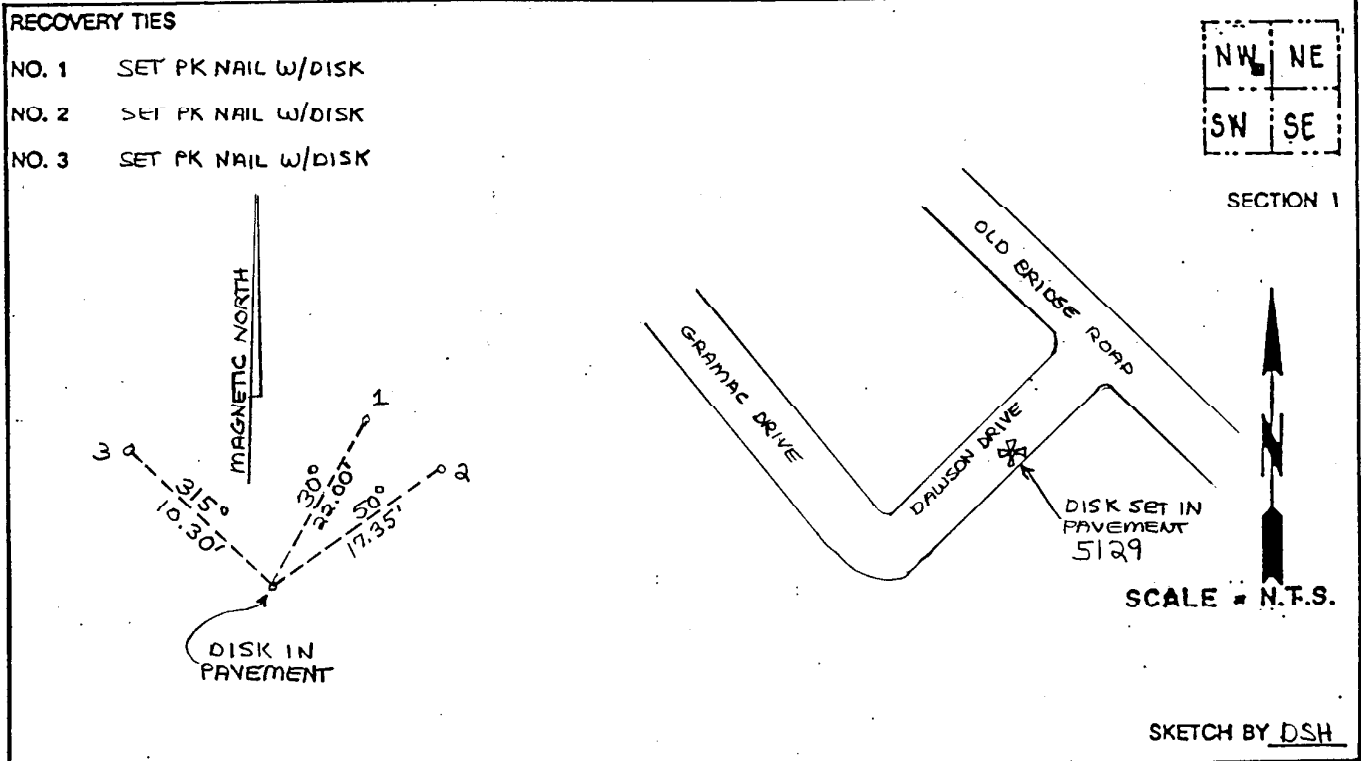 RECOVERY TIES
NO. 1 SET PK NAIL W/DISK
NO. 2 SET PK NAIL W/DISK
NO. 3 SET PK NAIL W/DISK
NW NE
SW SE
SECTION 1
MAGNETIC NORTH
1
2
3
315°
10.30'
30°
22.00'
50°
17.35'
DISK IN
PAVEMENT
OLD BRIDGE ROAD
GRAMAC DRIVE
DAWSON DRIVE
DISK SET IN
PAVEMENT
5129
N
SCALE = N.T.S.
SKETCH BY DSH